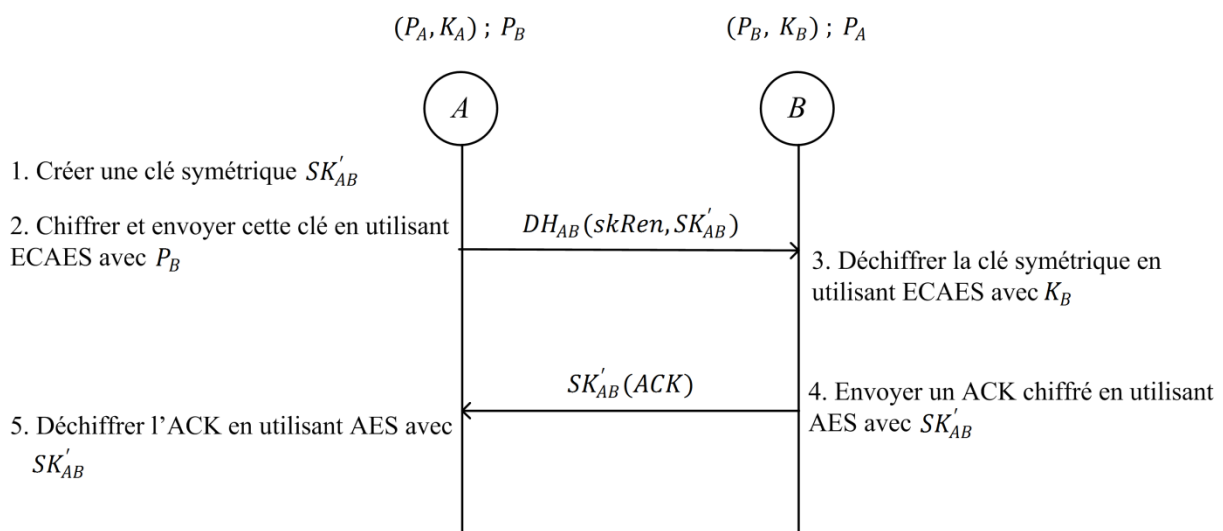 (P_A, K_A) ; P_B
(P_B, K_B) ; P_A
A
B
1. Créer une clé symétrique SK'_AB
2. Chiffrer et envoyer cette clé en utilisant
ECAES avec P_B
DH_AB(skRen, SK'_AB)
3. Déchiffrer la clé symétrique en
utilisant ECAES avec K_B
SK'_AB(ACK)
4. Envoyer un ACK chiffré en utilisant
AES avec SK'_AB
5. Déchiffrer l'ACK en utilisant AES avec
SK'_AB